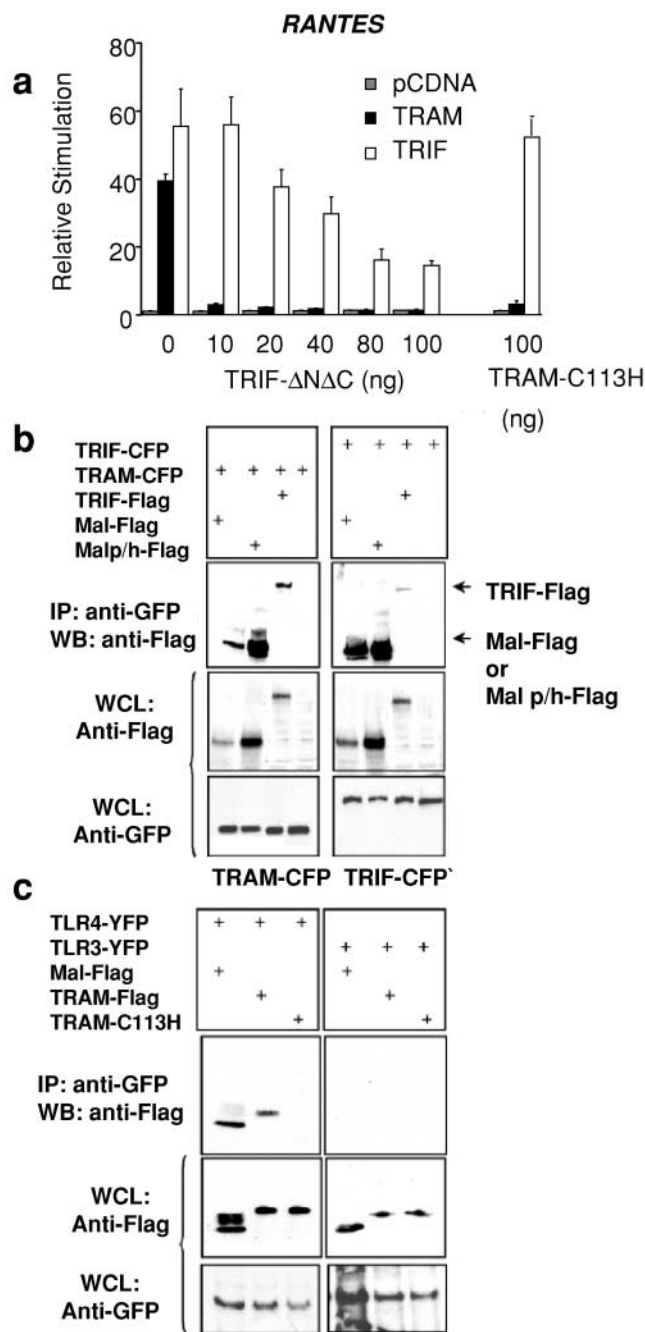 RANTES
a
80
60
40
20
0
Relative Stimulation
pCDNA
TRAM
TRIF
0 10 20 40 80 100 100
TRIF-ΔNΔC (ng) TRAM-C113H
(ng)
b
TRIF-CFP + + + +
TRAM-CFP + + + +
TRIF-Flag + +
Mal-Flag + +
Malp/h-Flag + +
IP: anti-GFP
WB: anti-Flag
TRIF-Flag
Mal-Flag
or
Mal p/h-Flag
WCL:
Anti-Flag
WCL:
Anti-GFP
TRAM-CFP TRIF-CFP`
c
TLR4-YFP + + +
TLR3-YFP + + +
Mal-Flag + +
TRAM-Flag + +
TRAM-C113H + +
IP: anti-GFP
WB: anti-Flag
WCL:
Anti-Flag
WCL:
Anti-GFP